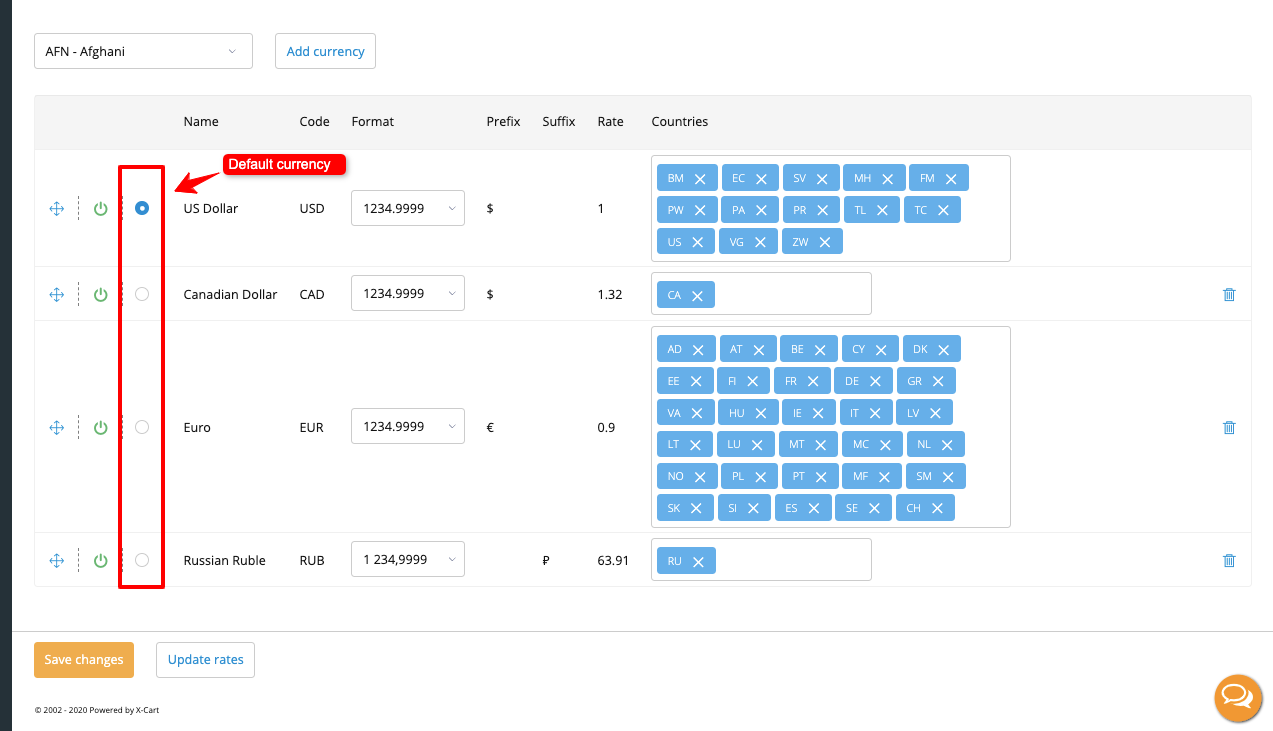 AFN - Afghani
Add currency
Name Code Format Prefix Suffix Rate Countries
Default currency
US Dollar USD 1234.9999 $ 1
BM EC SV MH FM
PW PA PR TL TC
US VG ZW
Canadian Dollar CAD 1234.9999 $ 1.32 CA
Euro EUR 1234.9999 € 0.9
AD AT BE CY DK
EE FI FR DE GR
VA HU IE IT LV
LT LU MT MC NL
NO PL PT MF SM
SK SI ES SE CH
Russian Ruble RUB 1 234,9999 ₽ 63.91 RU
Save changes
Update rates
© 2002 - 2020 Powered by X-Cart